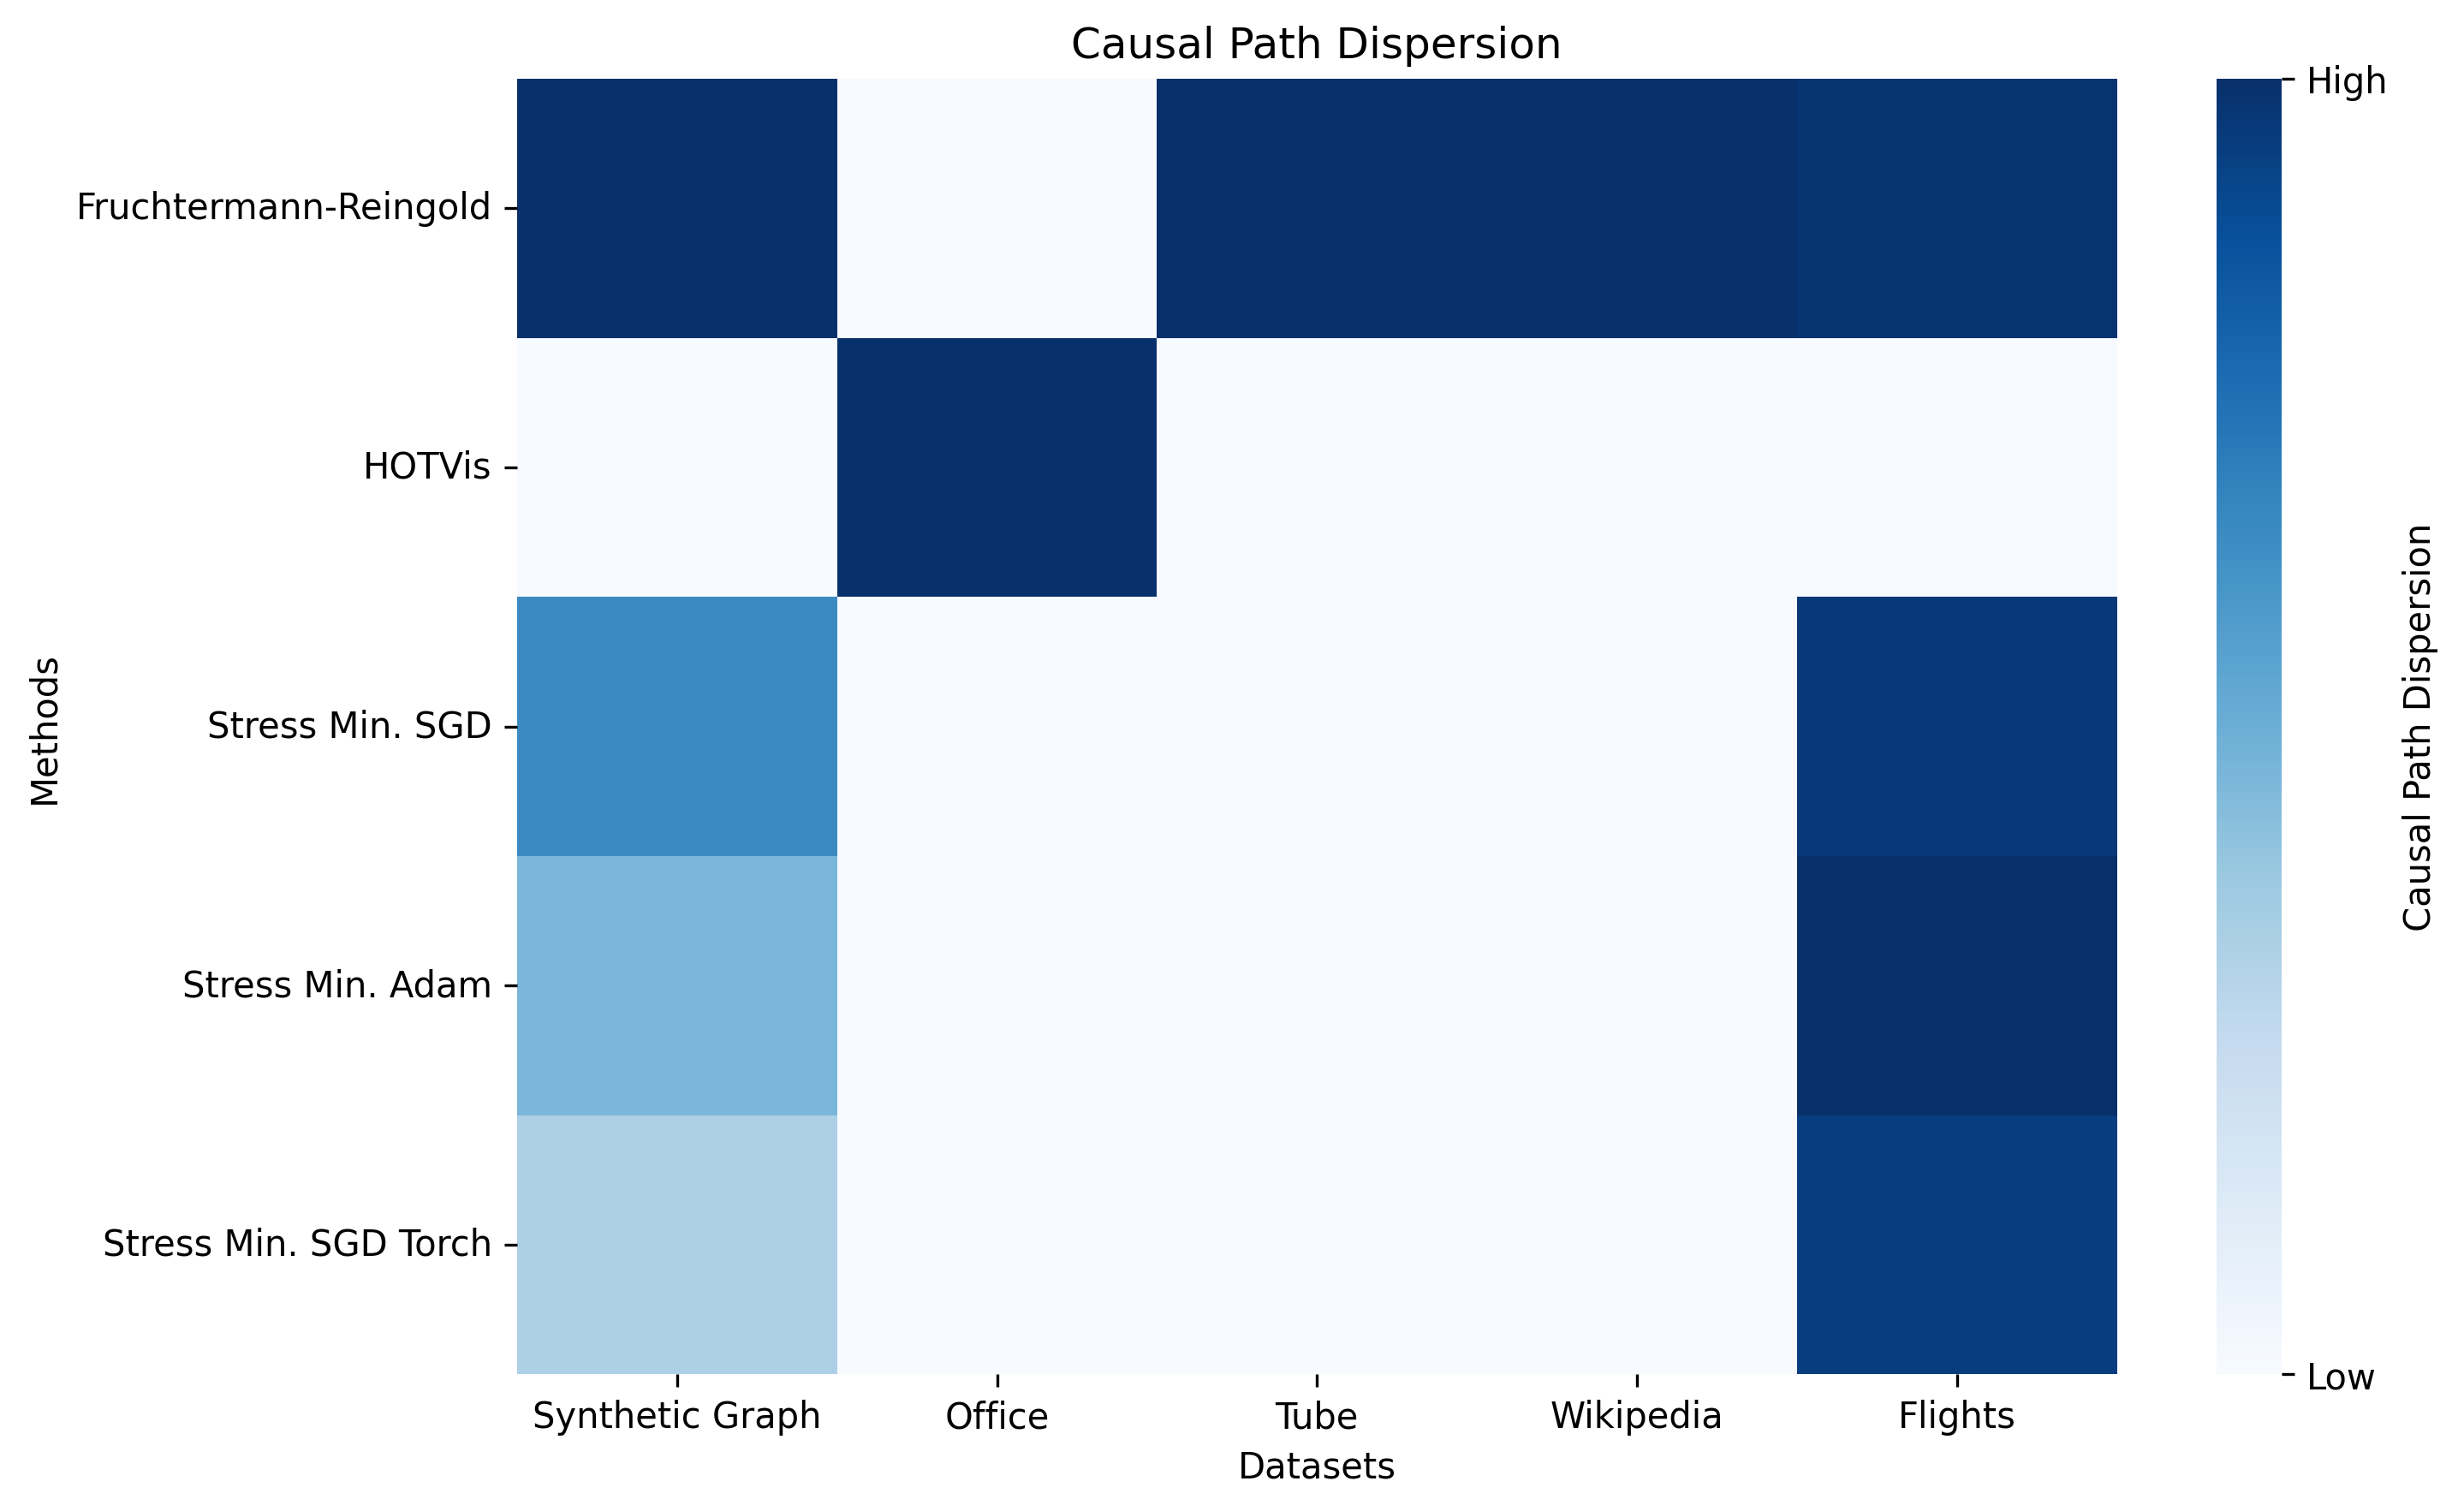 Causal Path Dispersion
Fruchtermann-Reingold
HOTVis
Stress Min. SGD
Stress Min. Adam
Stress Min. SGD Torch
Methods
Synthetic Graph
Office
Tube
Wikipedia
Flights
Datasets
High
Low
Causal Path Dispersion